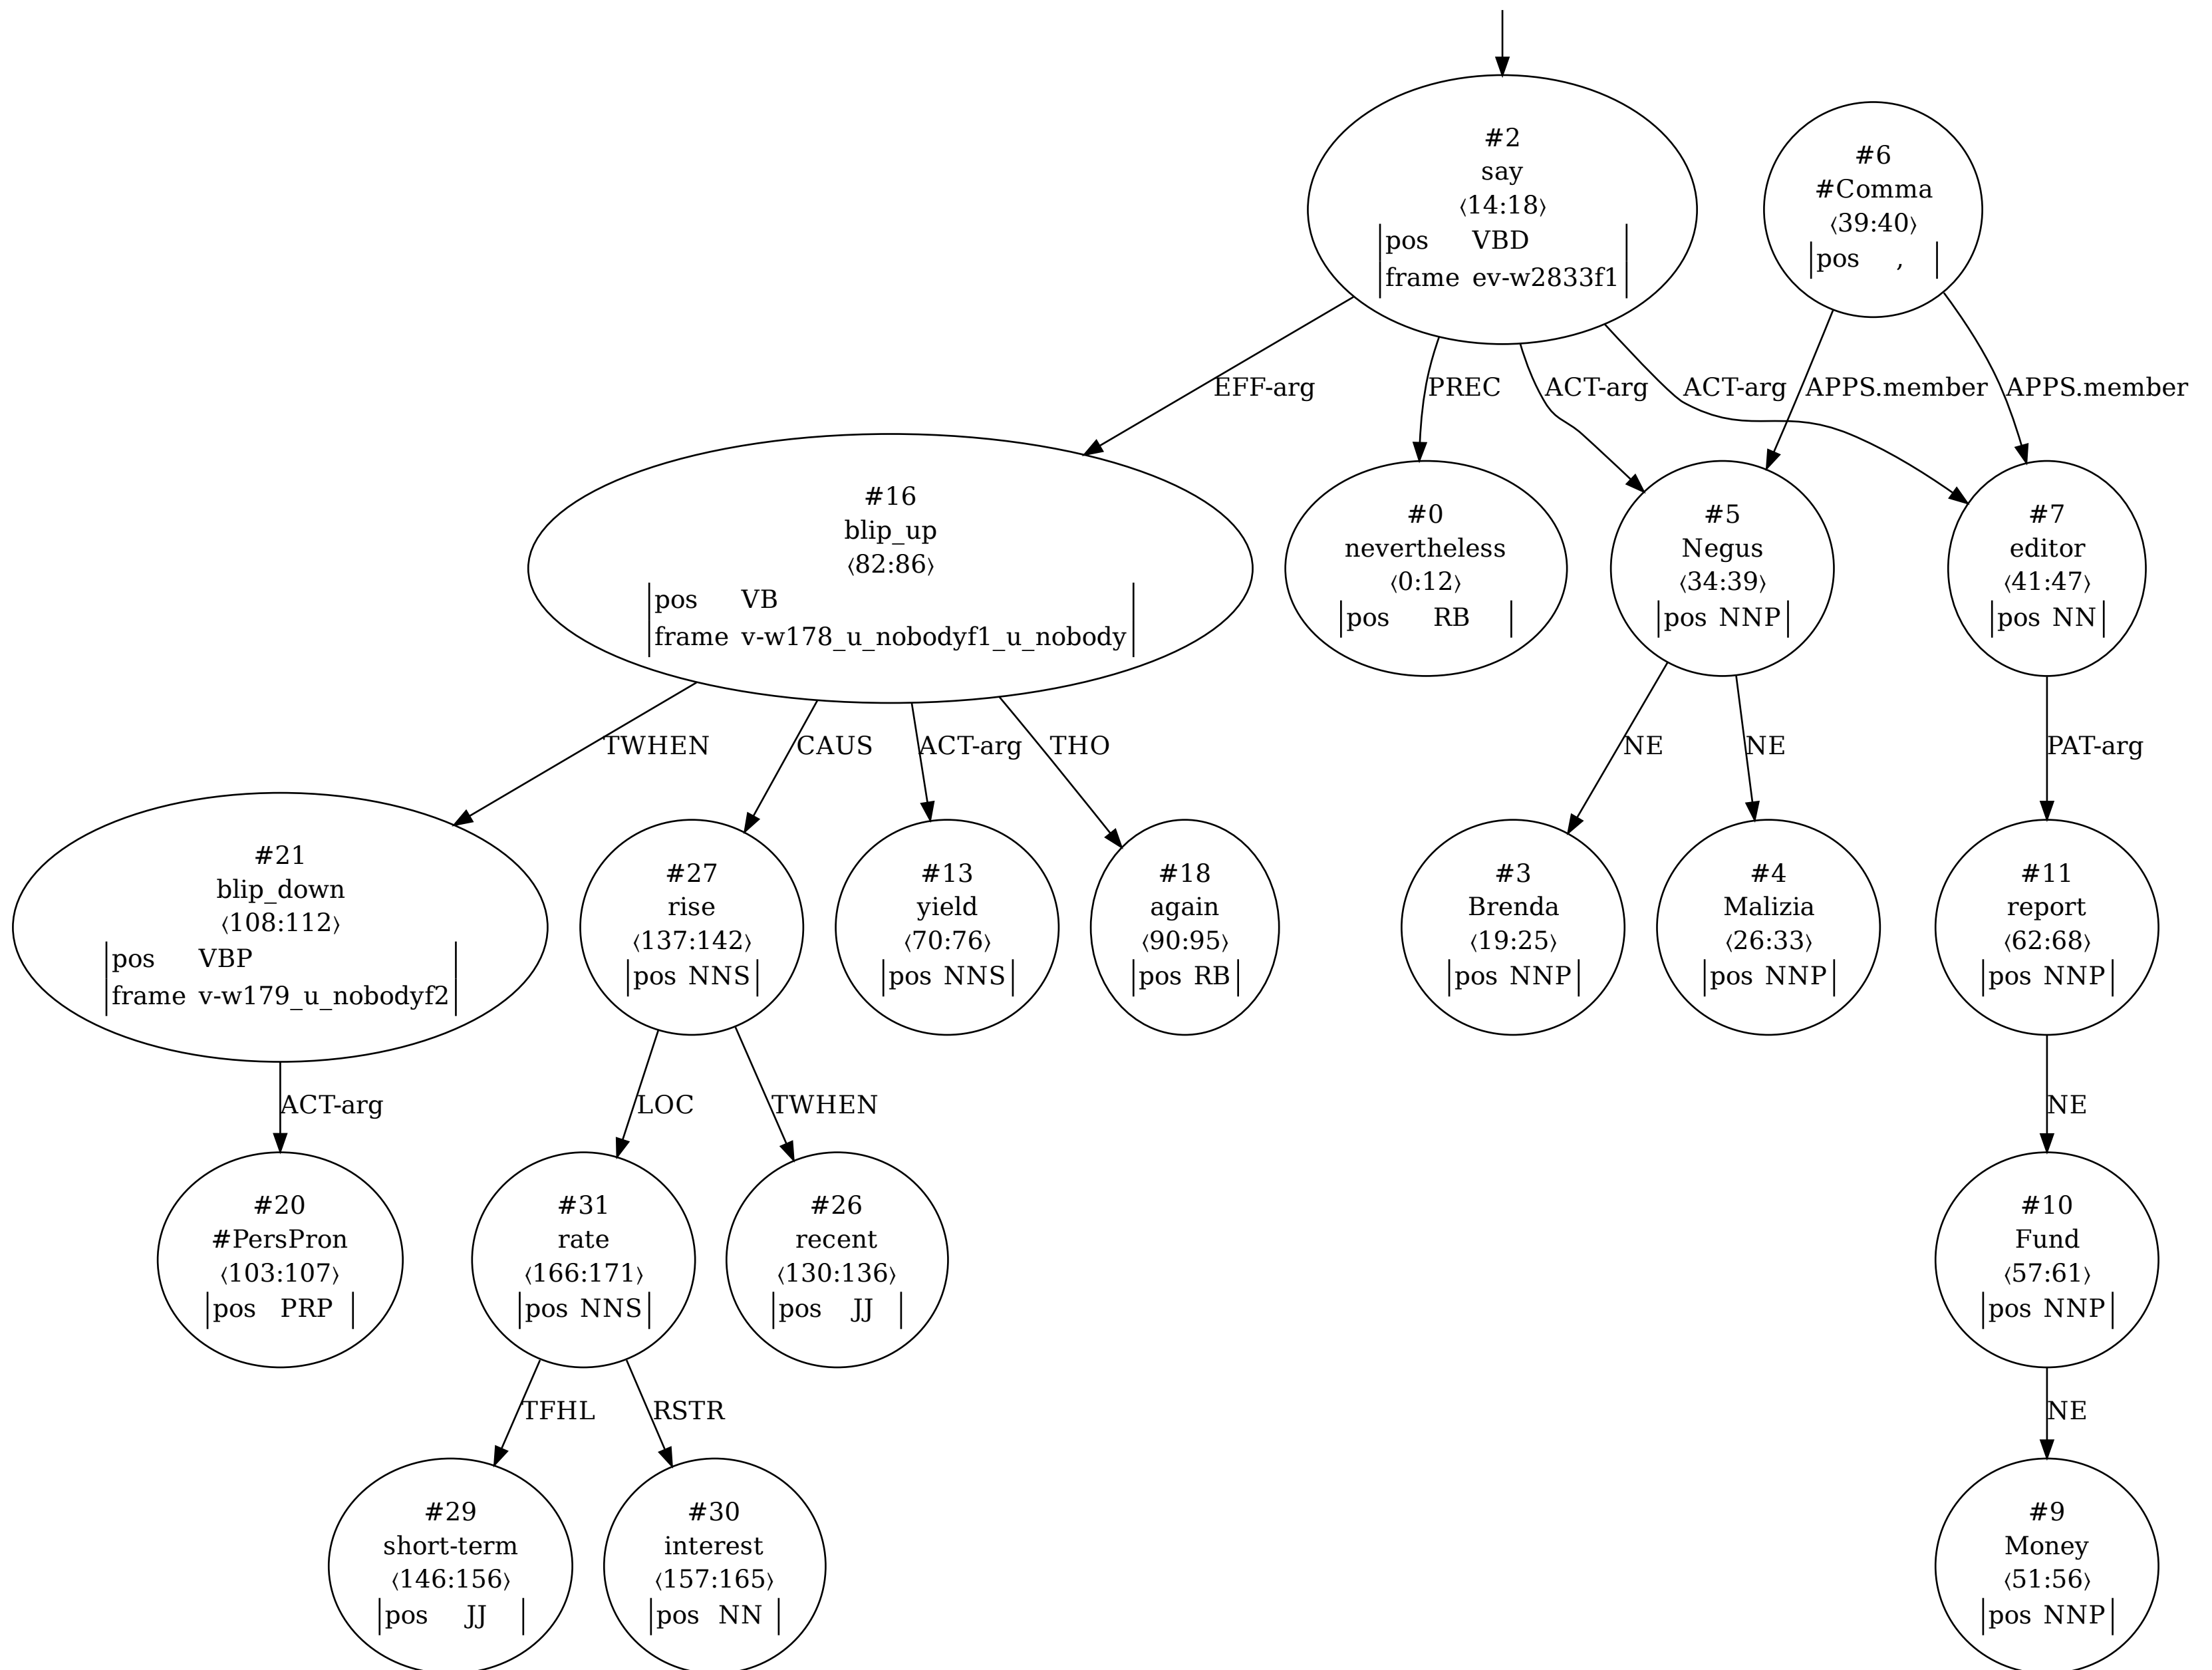 #2
say
⟨14:18⟩
pos VBD
frame ev-w2833f1
#6
#Comma
⟨39:40⟩
pos ,
EFF-arg
PREC
ACT-arg
ACT-arg
APPS.member
APPS.member
#16
blip_up
⟨82:86⟩
pos VB
frame v-w178_u_nobodyf1_u_nobody
#0
nevertheless
⟨0:12⟩
pos RB
#5
Negus
⟨34:39⟩
pos NNP
#7
editor
⟨41:47⟩
pos NN
TWHEN
CAUS
ACT-arg
THO
NE
NE
PAT-arg
#21
blip_down
⟨108:112⟩
pos VBP
frame v-w179_u_nobodyf2
#27
rise
⟨137:142⟩
pos NNS
#13
yield
⟨70:76⟩
pos NNS
#18
again
⟨90:95⟩
pos RB
#3
Brenda
⟨19:25⟩
pos NNP
#4
Malizia
⟨26:33⟩
pos NNP
#11
report
⟨62:68⟩
pos NNP
ACT-arg
LOC
TWHEN
NE
#20
#PersPron
⟨103:107⟩
pos PRP
#31
rate
⟨166:171⟩
pos NNS
#26
recent
⟨130:136⟩
pos JJ
#10
Fund
⟨57:61⟩
pos NNP
TFHL
RSTR
NE
#29
short-term
⟨146:156⟩
pos JJ
#30
interest
⟨157:165⟩
pos NN
#9
Money
⟨51:56⟩
pos NNP